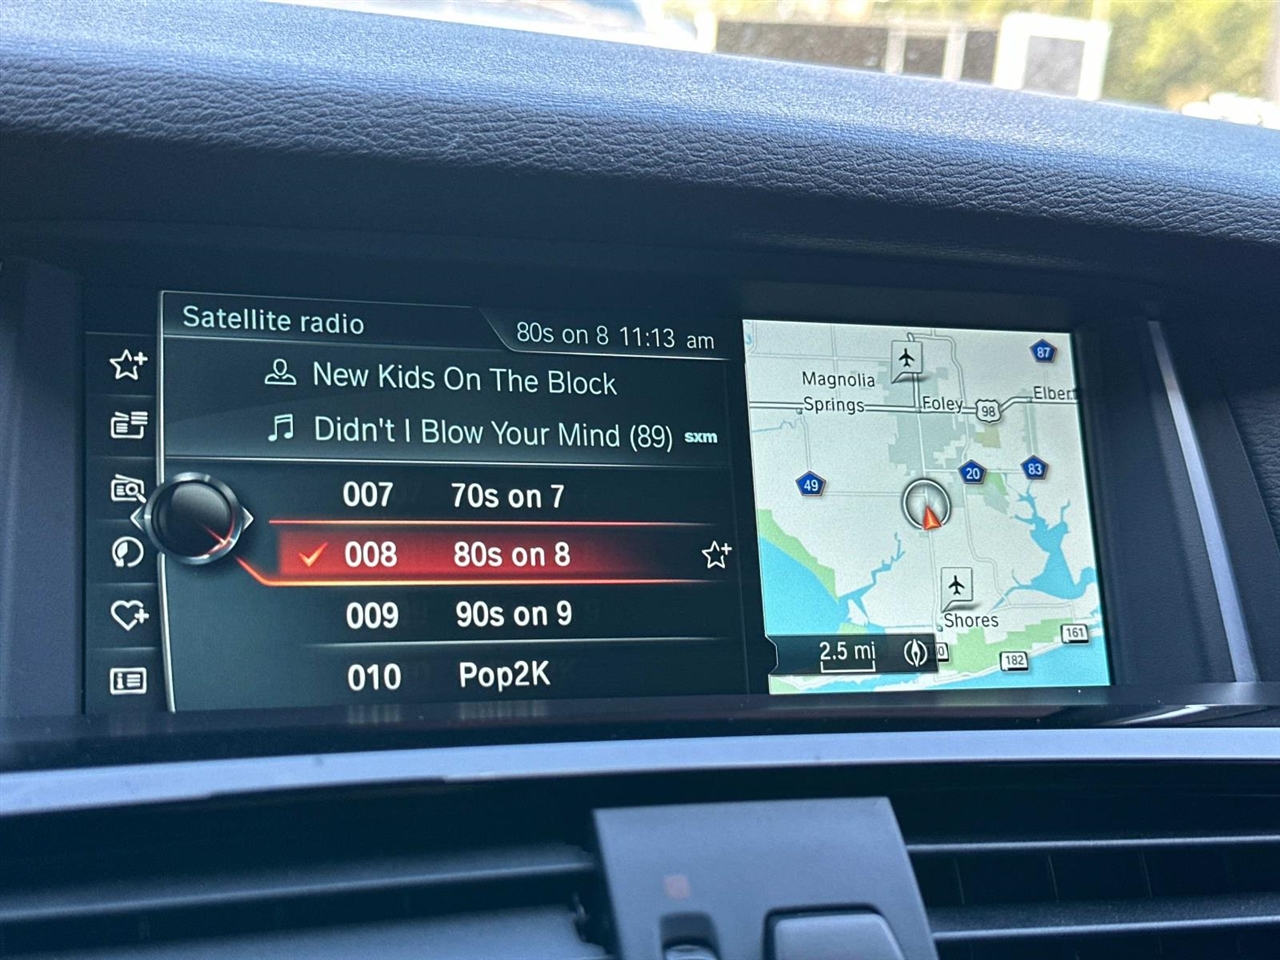 Satellite radio
80s on 8 11:13 am
New Kids On The Block
Didn't I Blow Your Mind (89) sxm
007 70s on 7
008 80s on 8
009 90s on 9
010 Pop2K
87
Magnolia
Springs
Foley
98
Elbert
49
20
83
Shores
161
182
2.5 mi